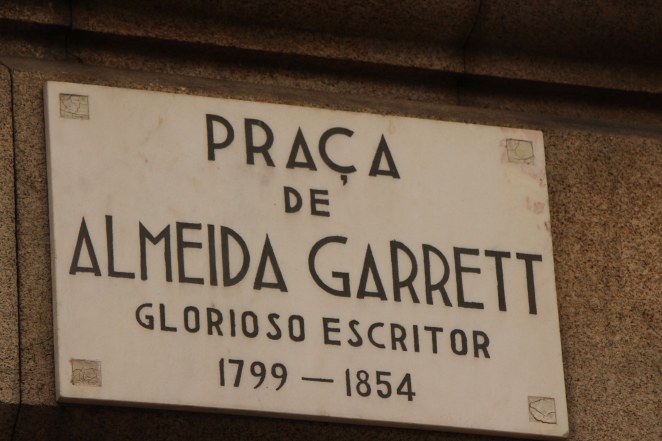 PRAÇA
DE
ALMEIDA GARRETT
GLORIOSO ESCRITOR
1799 — 1854